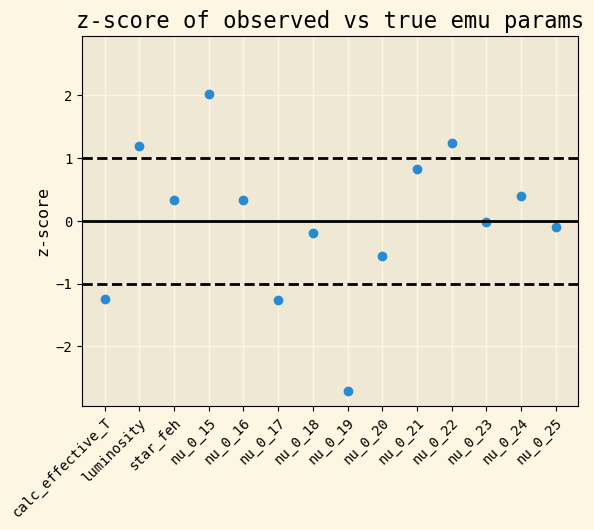 z-score of observed vs true emu params
z-score
2
1
0
−1
−2
calc_effective_T
luminosity
star_feh
nu_0_15
nu_0_16
nu_0_17
nu_0_18
nu_0_19
nu_0_20
nu_0_21
nu_0_22
nu_0_23
nu_0_24
nu_0_25